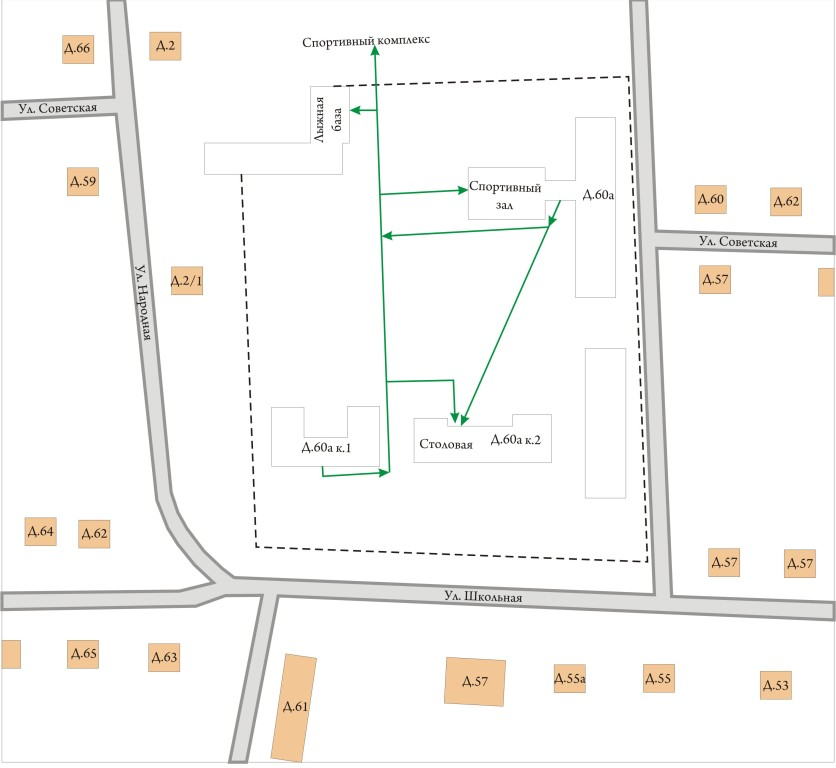 Спортивный комплекс
Д.66
Д.2
Ул. Советская
Лыжная
база
Д.59
Спортивный
зал
Д.60а
Д.60
Д.62
Ул. Советская
Д.2/1
Д.57
Ул. Народная
Столовая
Д.60а к.2
Д.60а к.1
Д.64
Д.62
Д.57
Д.57
Ул. Школьная
Д.65
Д.63
Д.57
Д.55а
Д.55
Д.53
Д.61